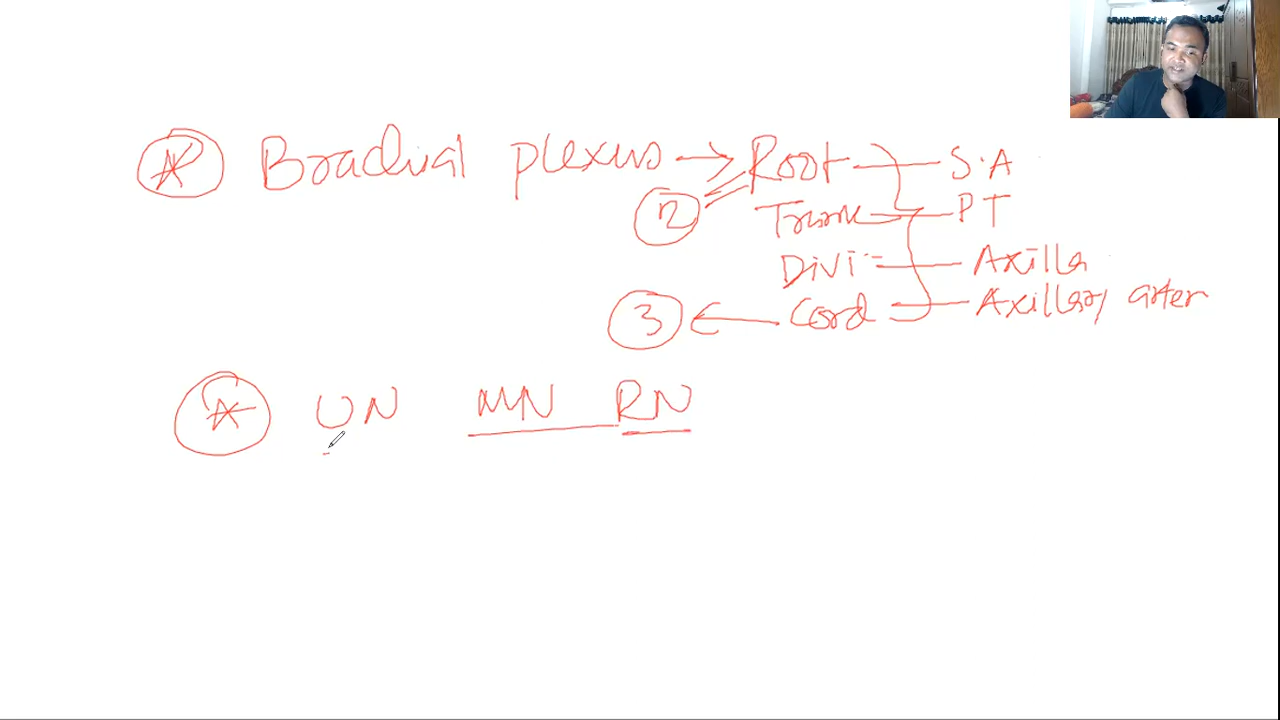 Brachial plexus → Root — S.A
2 Trunk — PT
Divi — Axilla
3 ← Cord — Axillary arter
UN MN RN